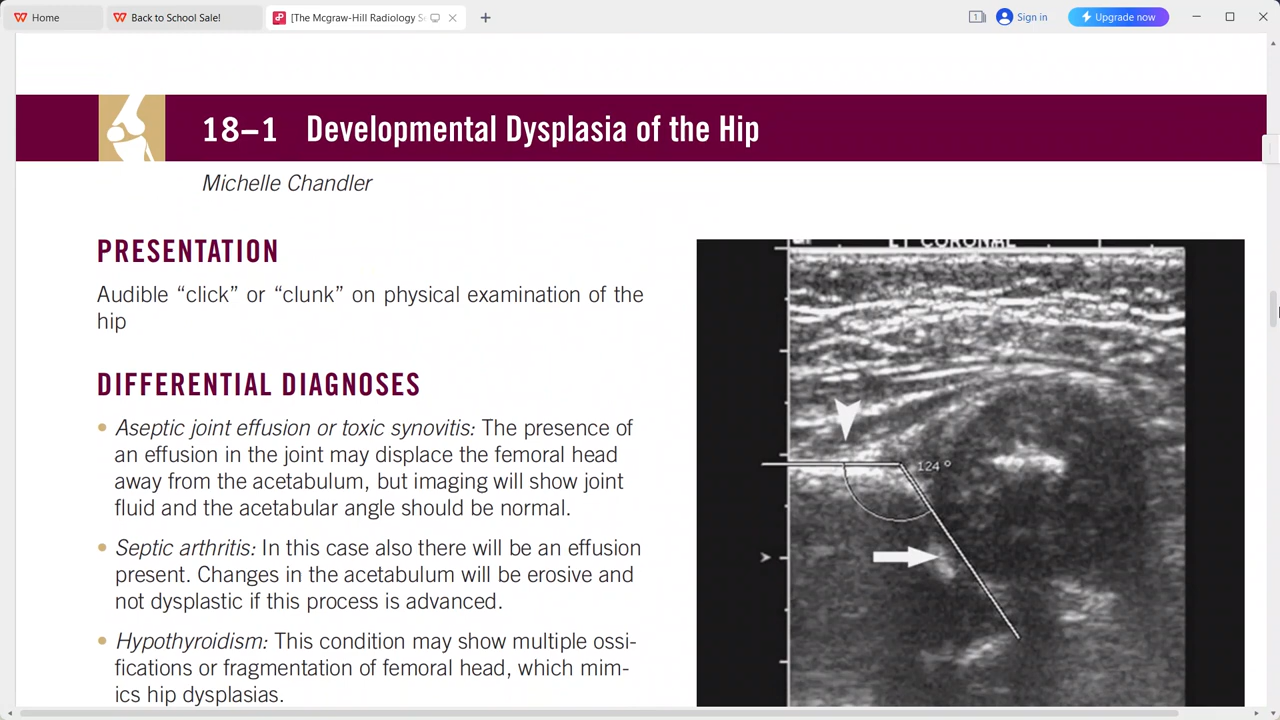 Home
Back to School Sale!
[The Mcgraw-Hill Radiology S
1
Sign in
Upgrade now
18–1 Developmental Dysplasia of the Hip
Michelle Chandler
PRESENTATION
Audible “click” or “clunk” on physical examination of the
hip
DIFFERENTIAL DIAGNOSES
• Aseptic joint effusion or toxic synovitis: The presence of
an effusion in the joint may displace the femoral head
away from the acetabulum, but imaging will show joint
fluid and the acetabular angle should be normal.
• Septic arthritis: In this case also there will be an effusion
present. Changes in the acetabulum will be erosive and
not dysplastic if this process is advanced.
• Hypothyroidism: This condition may show multiple ossi-
fications or fragmentation of femoral head, which mim-
ics hip dysplasias.
LT CORONAL
124 °